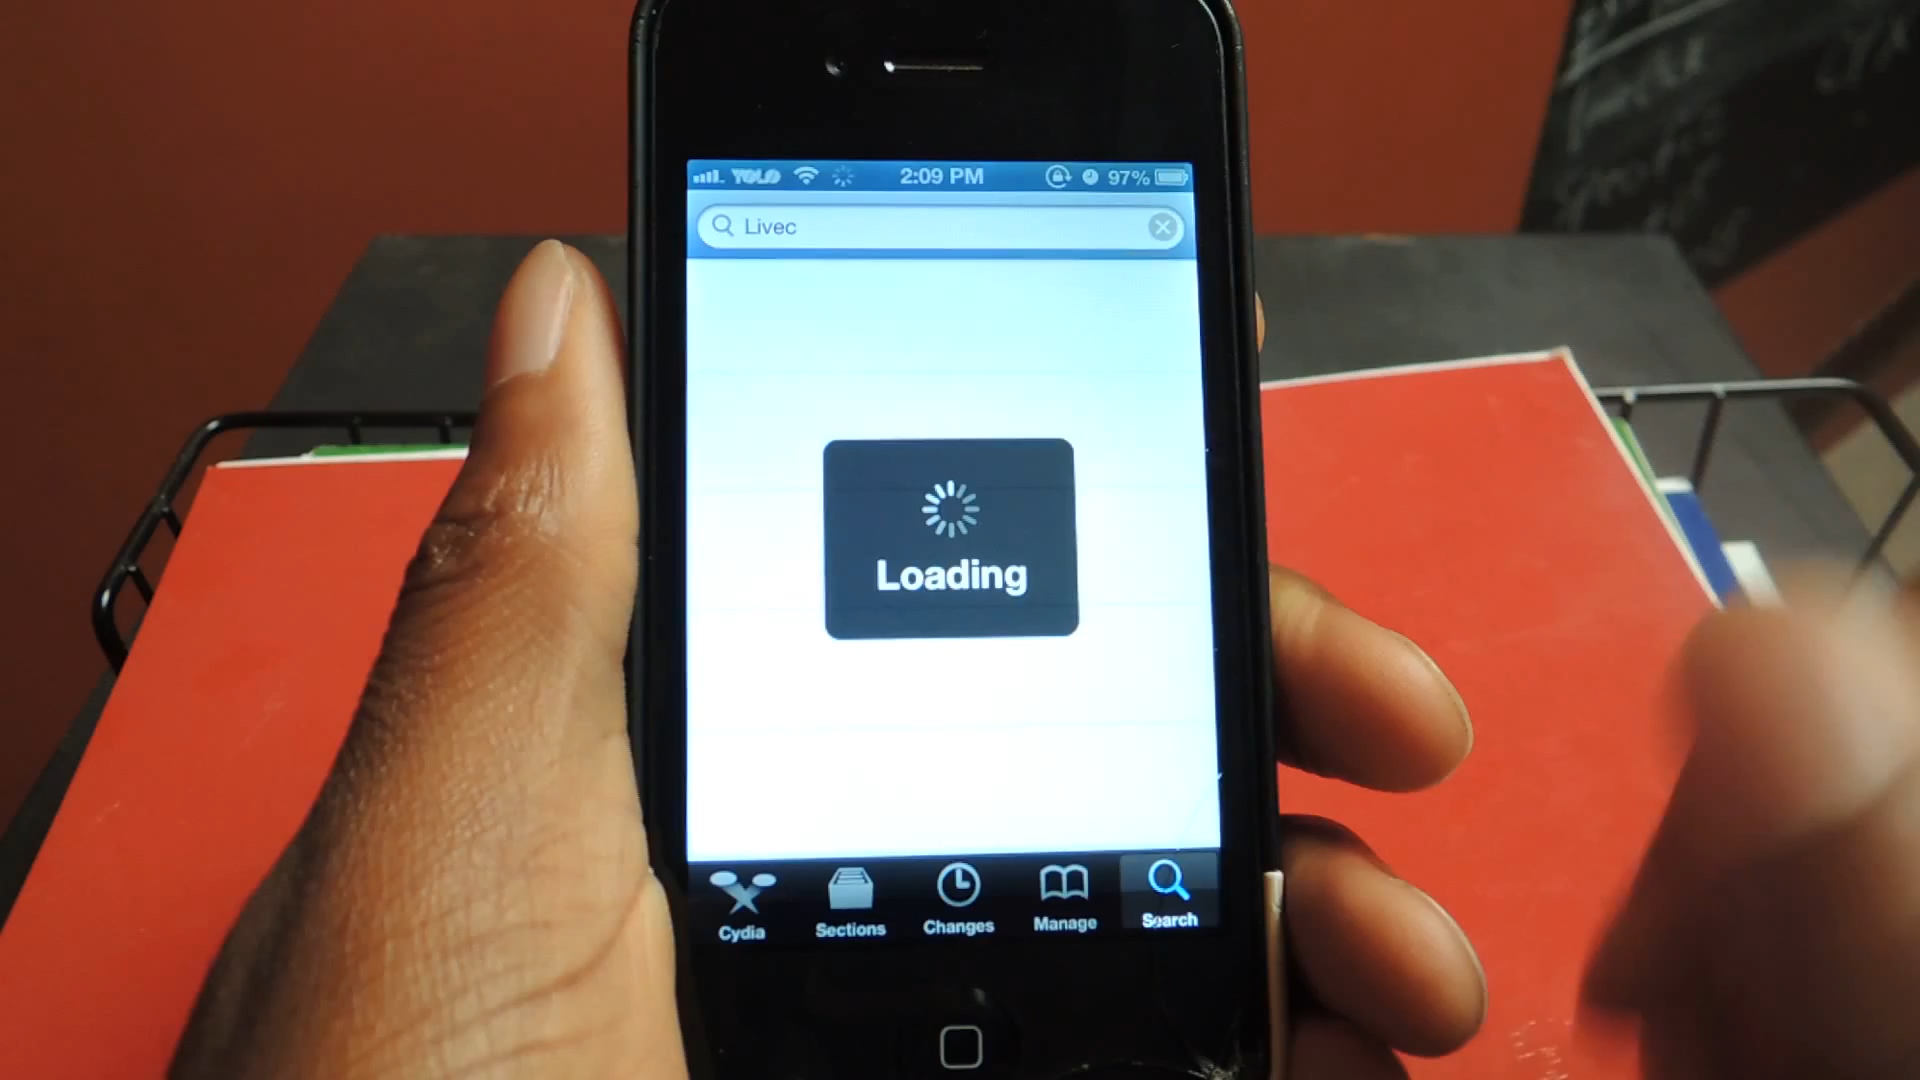 YOLO 2:09 PM 97%
Livec
Loading
Cydia Sections Changes Manage Search